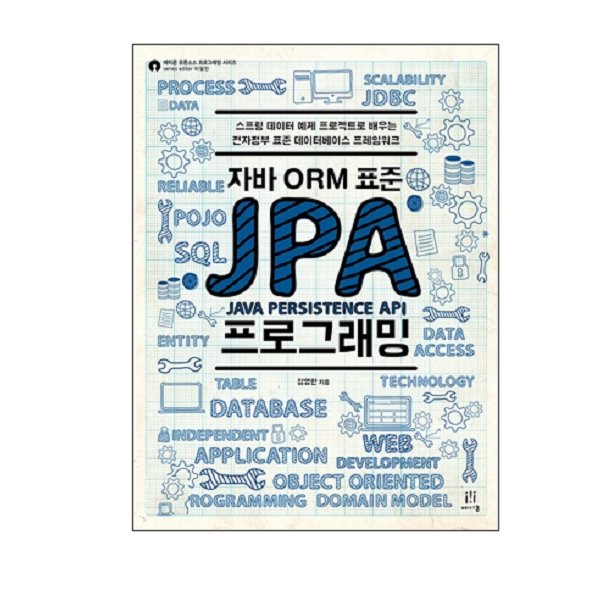 에이콘 오픈소스 프로그래밍 시리즈
PROCESS
SCALABILITY
DATA
JDBC
스프링 데이터 예제 프로젝트로 배우는
전자정부 표준 데이터베이스 프레임워크
자바 ORM 표준
RELIABLE
POJO
SQL
JPA
JAVA PERSISTENCE API
프로그래밍
ENTITY
DATA
ACCESS
김영한 지음
TABLE
TECHNOLOGY
DATABASE
INDEPENDENT
WEB
APPLICATION
DEVELOPMENT
OBJECT ORIENTED
ROGRAMMING
DOMAIN MODEL